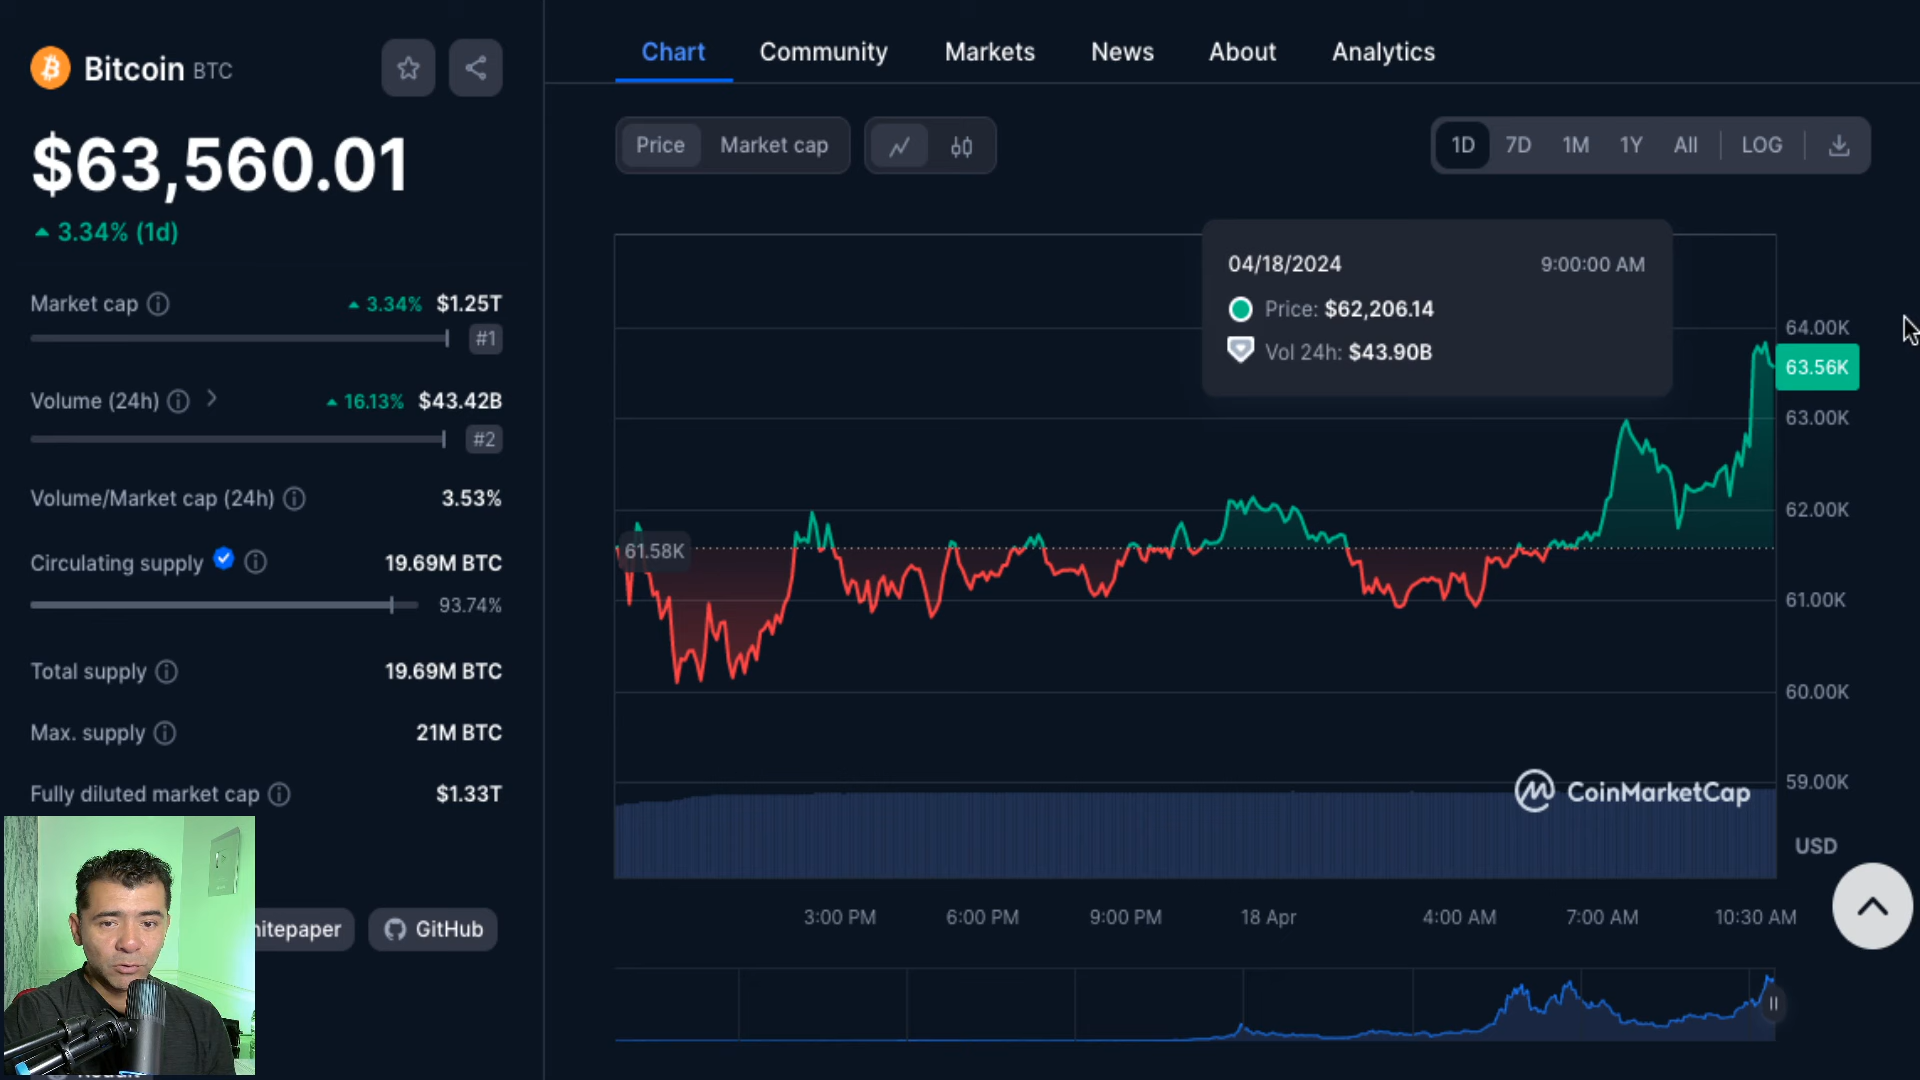 Bitcoin BTC
$63,560.01
3.34% (1d)
Market cap 3.34% $1.25T
#1
Volume (24h) 16.13% $43.42B
#2
Volume/Market cap (24h) 3.53%
Circulating supply 19.69M BTC
93.74%
Total supply 19.69M BTC
Max. supply 21M BTC
Fully diluted market cap $1.33T
hitepaper GitHub
Chart Community Markets News About Analytics
Price Market cap 1D 7D 1M 1Y All LOG
04/18/2024 9:00:00 AM
Price: $62,206.14
Vol 24h: $43.90B
64.00K
63.56K
63.00K
62.00K
61.58K
61.00K
60.00K
59.00K
CoinMarketCap
USD
3:00 PM 6:00 PM 9:00 PM 18 Apr 4:00 AM 7:00 AM 10:30 AM